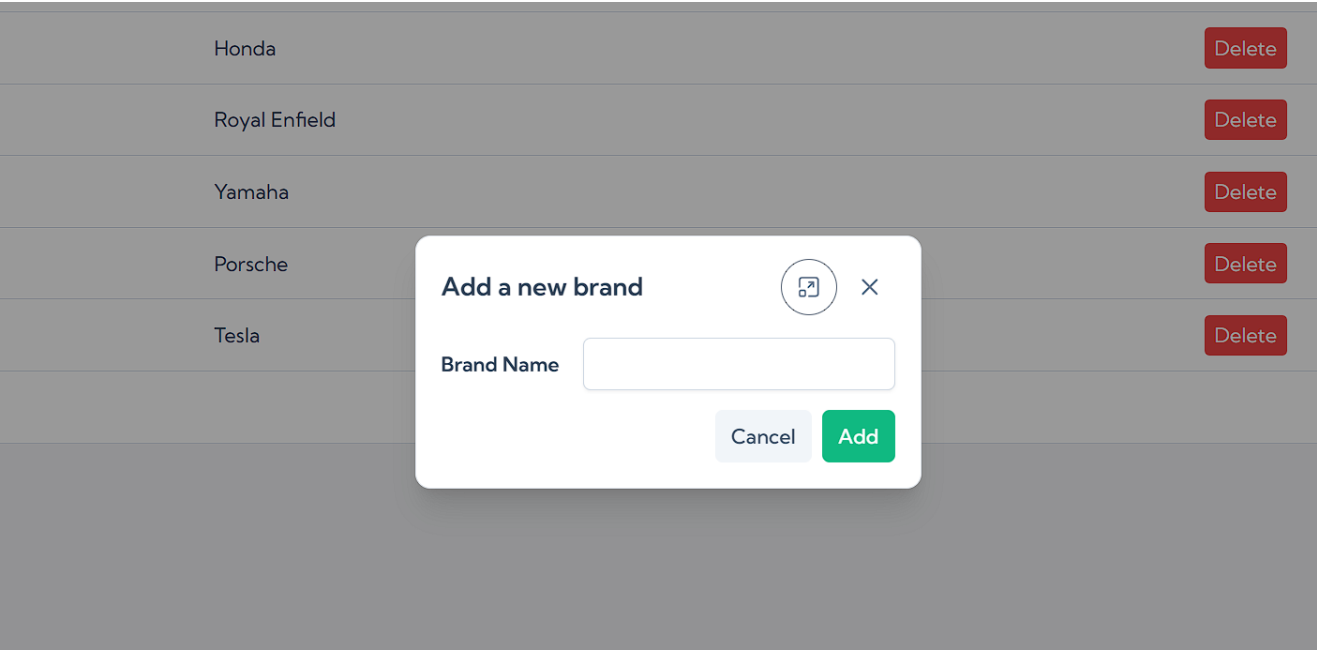 Honda Delete
Royal Enfield Delete
Yamaha Delete
Porsche Delete
Tesla Delete
Add a new brand
Brand Name
Cancel Add